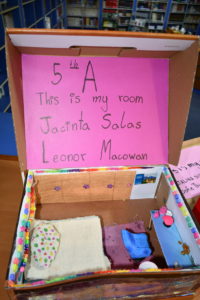 5th A
This is my room
Jacinta Salas
Leonor Macowan